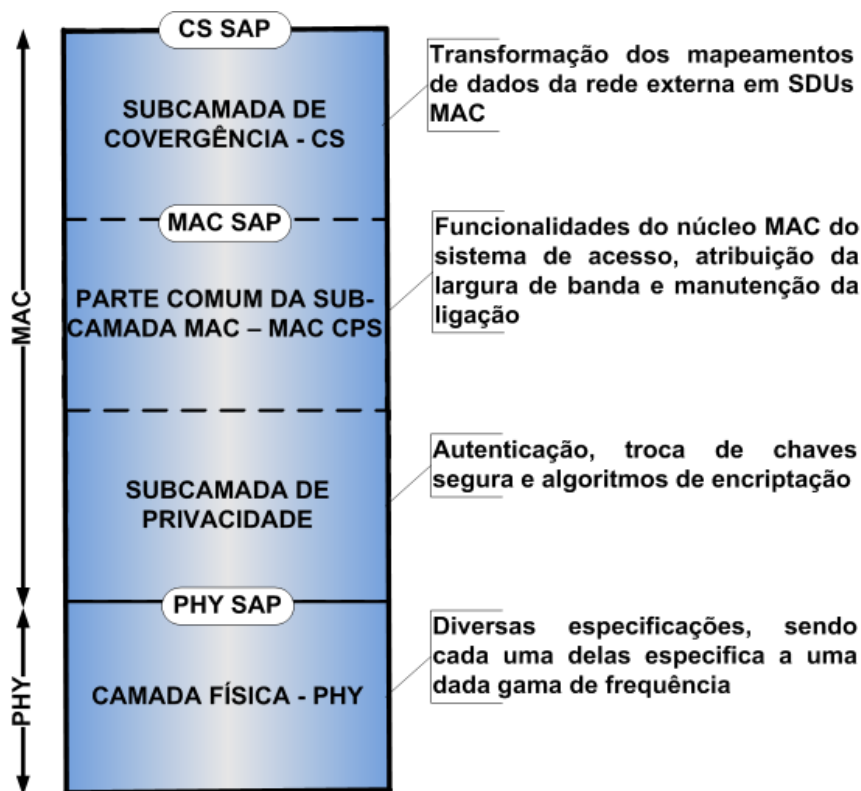 CS SAP
SUBCAMADA DE
COVERGÊNCIA - CS
Transformação dos mapeamentos
de dados da rede externa em SDUs
MAC
MAC SAP
PARTE COMUM DA SUB-
CAMADA MAC – MAC CPS
Funcionalidades do núcleo MAC do
sistema de acesso, atribuição da
largura de banda e manutenção da
ligação
MAC
SUBCAMADA DE
PRIVACIDADE
Autenticação, troca de chaves
segura e algoritmos de encriptação
PHY SAP
CAMADA FÍSICA - PHY
Diversas especificações, sendo
cada uma delas especifica a uma
dada gama de frequência
PHY